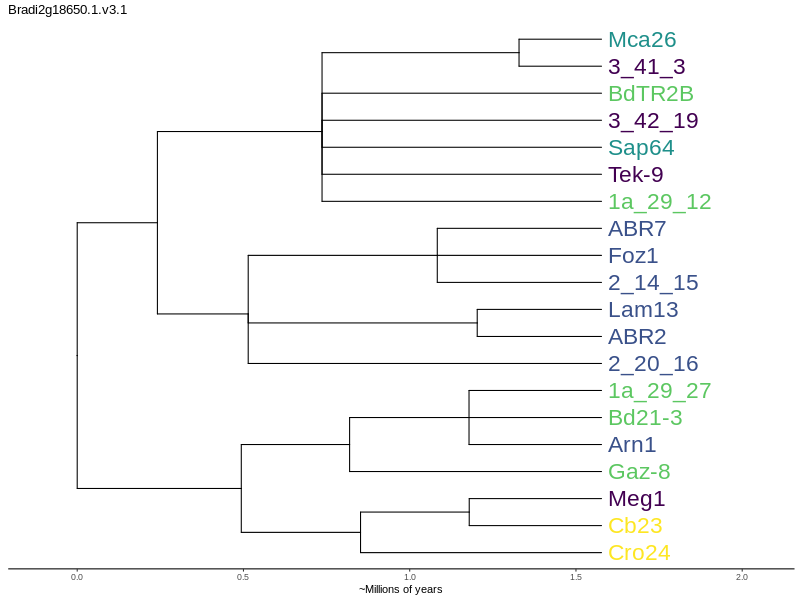 Bradi2g18650.1.v3.1
Mca26
3_41_3
BdTR2B
3_42_19
Sap64
Tek-9
1a_29_12
ABR7
Foz1
2_14_15
Lam13
ABR2
2_20_16
1a_29_27
Bd21-3
Arn1
Gaz-8
Meg1
Cb23
Cro24
0.0 0.5 1.0 1.5 2.0
~Millions of years